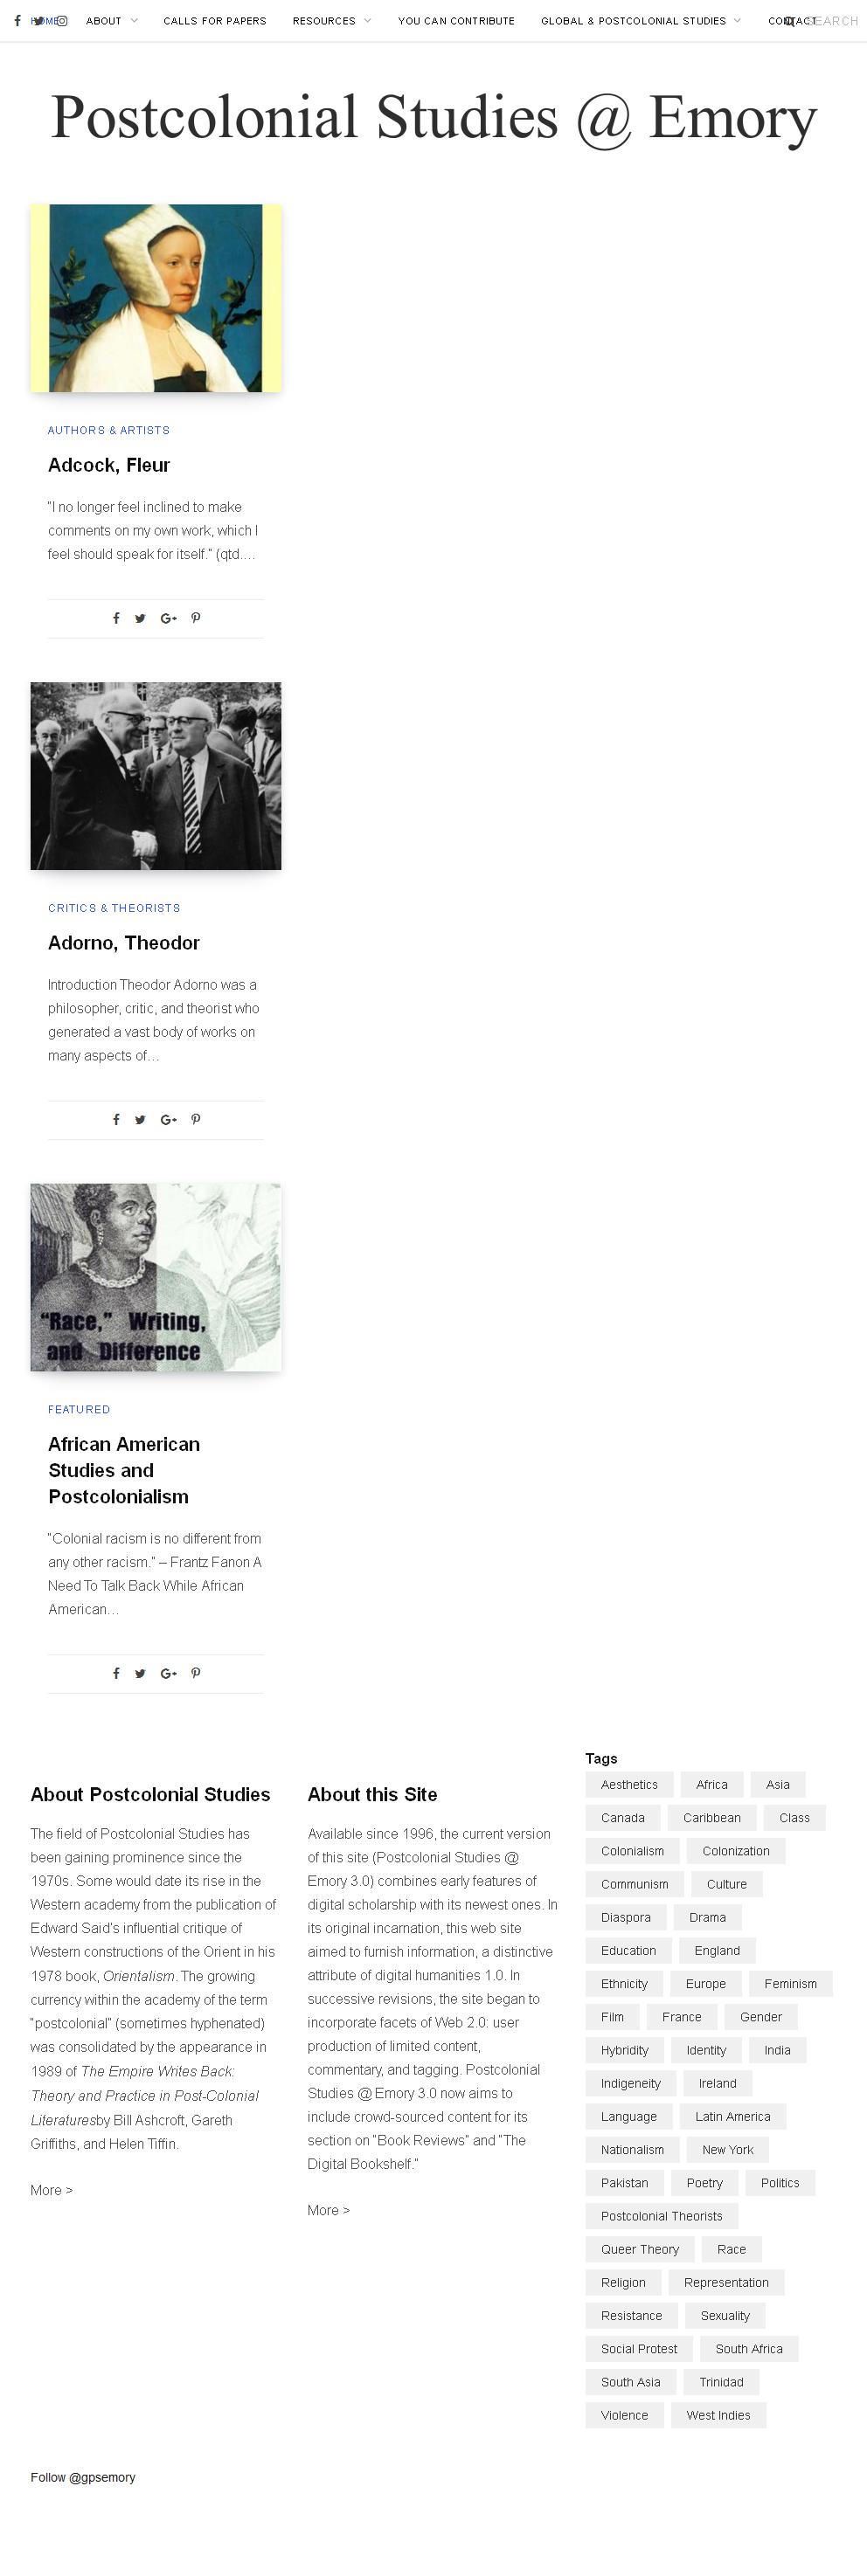 HOME ABOUT CALLS FOR PAPERS RESOURCES YOU CAN CONTRIBUTE GLOBAL & POSTCOLONIAL STUDIES CONTACT SEARCH
Postcolonial Studies @ Emory
AUTHORS & ARTISTS
Adcock, Fleur
"I no longer feel inclined to make
comments on my own work, which I
feel should speak for itself." (qtd.…
CRITICS & THEORISTS
Adorno, Theodor
Introduction Theodor Adorno was a
philosopher, critic, and theorist who
generated a vast body of works on
many aspects of…
"Race," Writing,
and Difference
FEATURED
African American
Studies and
Postcolonialism
"Colonial racism is no different from
any other racism." – Frantz Fanon A
Need To Talk Back While African
American…
About Postcolonial Studies
The field of Postcolonial Studies has
been gaining prominence since the
1970s. Some would date its rise in the
Western academy from the publication of
Edward Said's influential critique of
Western constructions of the Orient in his
1978 book, Orientalism. The growing
currency within the academy of the term
"postcolonial" (sometimes hyphenated)
was consolidated by the appearance in
1989 of The Empire Writes Back:
Theory and Practice in Post-Colonial
Literaturesby Bill Ashcroft, Gareth
Griffiths, and Helen Tiffin.
More >
About this Site
Available since 1996, the current version
of this site (Postcolonial Studies @
Emory 3.0) combines early features of
digital scholarship with its newest ones. In
its original incarnation, this web site
aimed to furnish information, a distinctive
attribute of digital humanities 1.0. In
successive revisions, the site began to
incorporate facets of Web 2.0: user
production of limited content,
commentary, and tagging. Postcolonial
Studies @ Emory 3.0 now aims to
include crowd-sourced content for its
section on "Book Reviews" and "The
Digital Bookshelf."
More >
Tags
Aesthetics Africa Asia
Canada Caribbean Class
Colonialism Colonization
Communism Culture
Diaspora Drama
Education England
Ethnicity Europe Feminism
Film France Gender
Hybridity Identity India
Indigeneity Ireland
Language Latin America
Nationalism New York
Pakistan Poetry Politics
Postcolonial Theorists
Queer Theory Race
Religion Representation
Resistance Sexuality
Social Protest South Africa
South Asia Trinidad
Violence West Indies
Follow @gpsemory